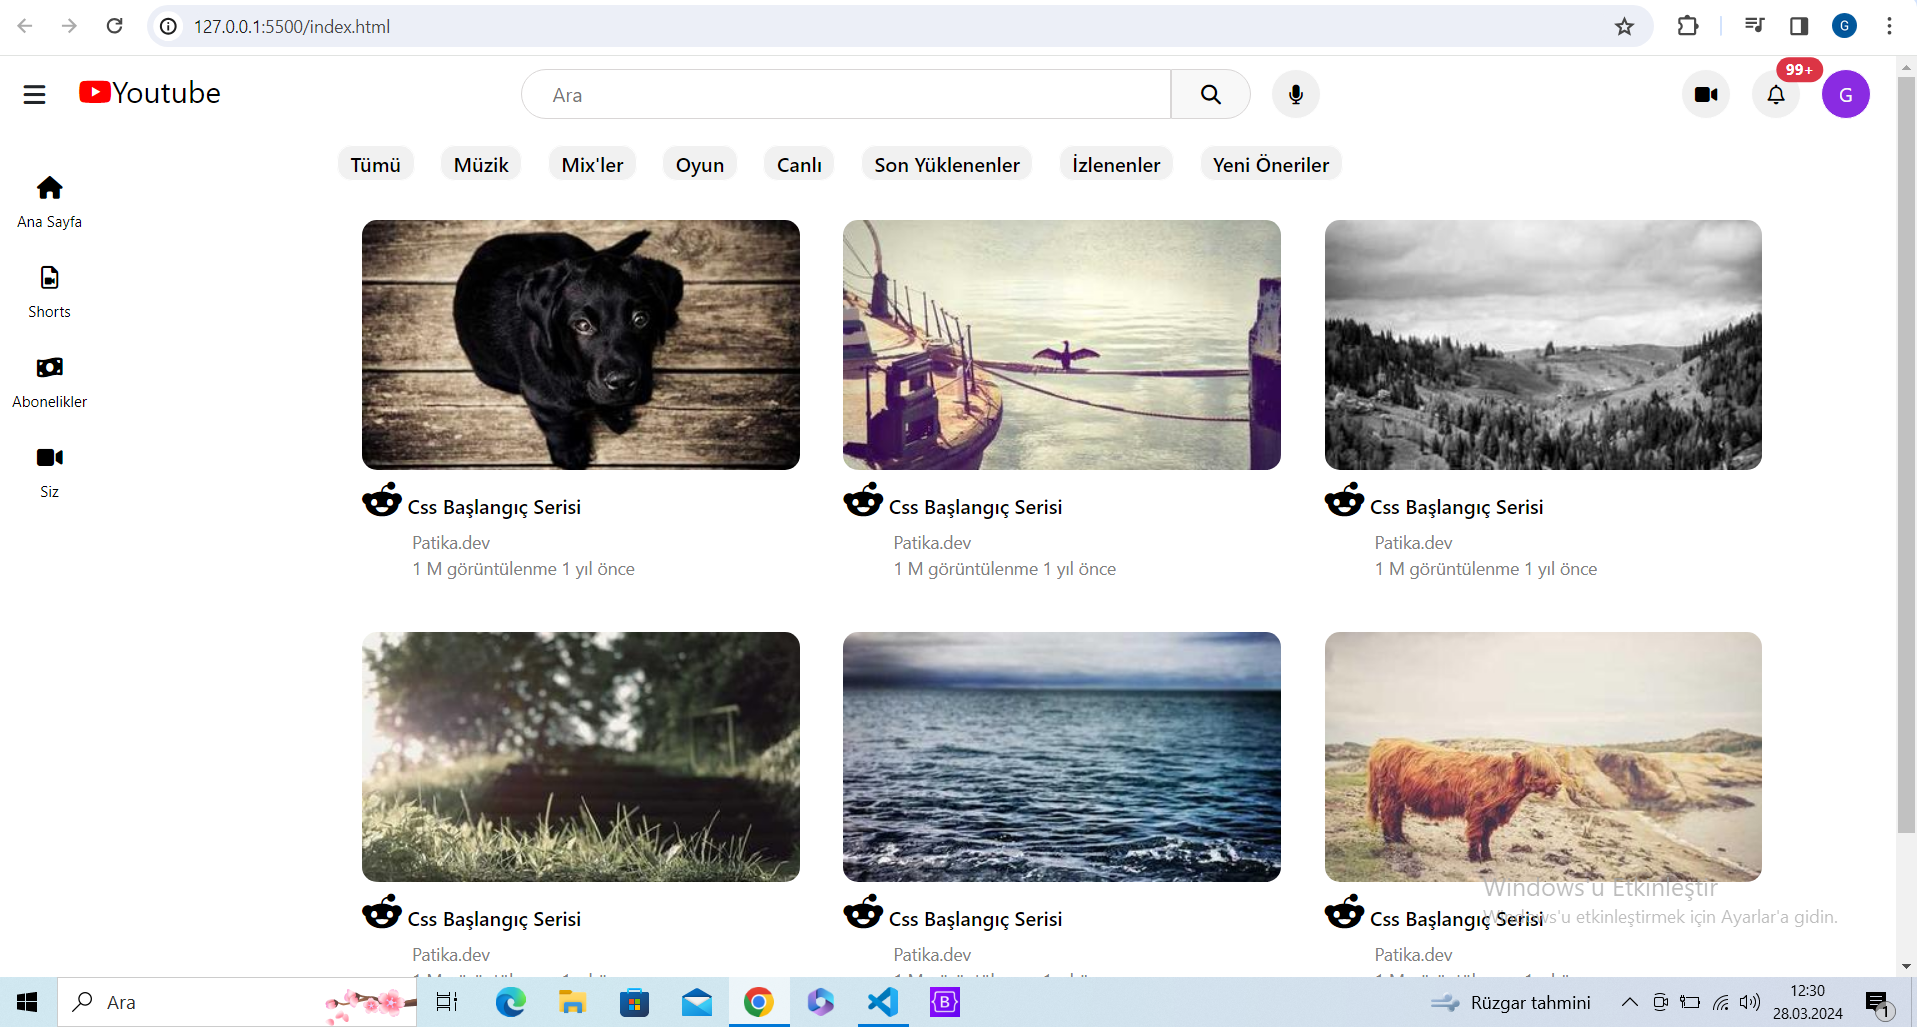 127.0.0.1:5500/index.html
G
Youtube
Ara
99+
G
Tümü Müzik Mix'ler Oyun Canlı Son Yüklenenler İzlenenler Yeni Öneriler
Ana Sayfa
Shorts
Abonelikler
Siz
Css Başlangıç Serisi
Patika.dev
1 M görüntülenme 1 yıl önce
Css Başlangıç Serisi
Patika.dev
1 M görüntülenme 1 yıl önce
Css Başlangıç Serisi
Patika.dev
1 M görüntülenme 1 yıl önce
Css Başlangıç Serisi
Patika.dev
Css Başlangıç Serisi
Patika.dev
Css Başlangıç Serisi
Patika.dev
Windows'u Etkinleştir
Windows'u etkinleştirmek için Ayarlar'a gidin.
Ara
B
Rüzgar tahmini
12:30
28.03.2024
1